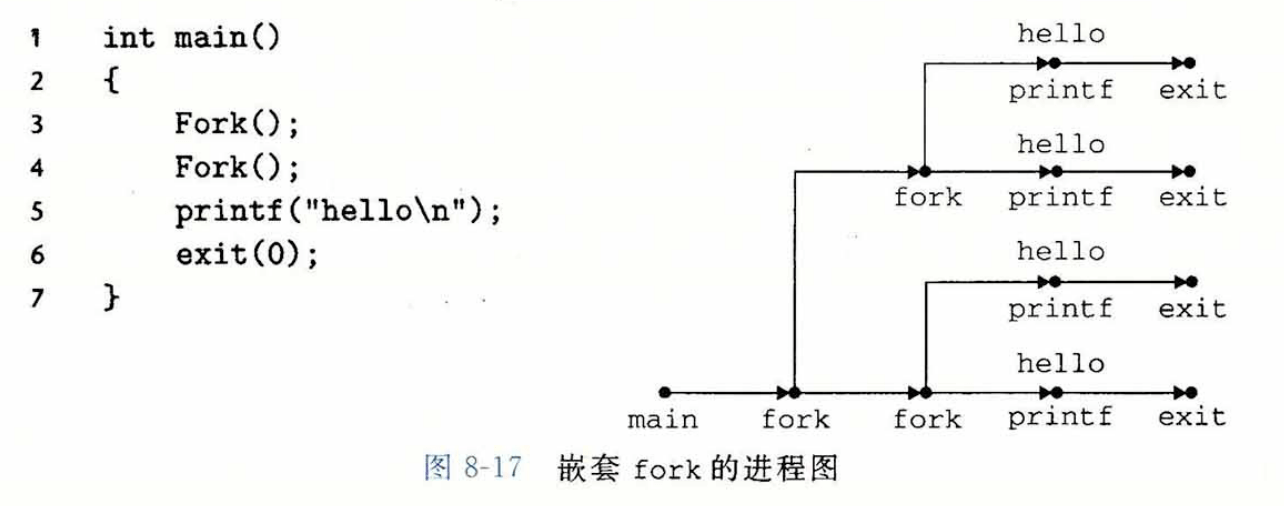 1 int main()
2 {
3 Fork();
4 Fork();
5 printf("hello\n");
6 exit(0);
7 }
hello
printf exit
hello
fork printf exit
hello
printf exit
hello
main fork fork printf exit
图 8-17 嵌套 fork 的进程图